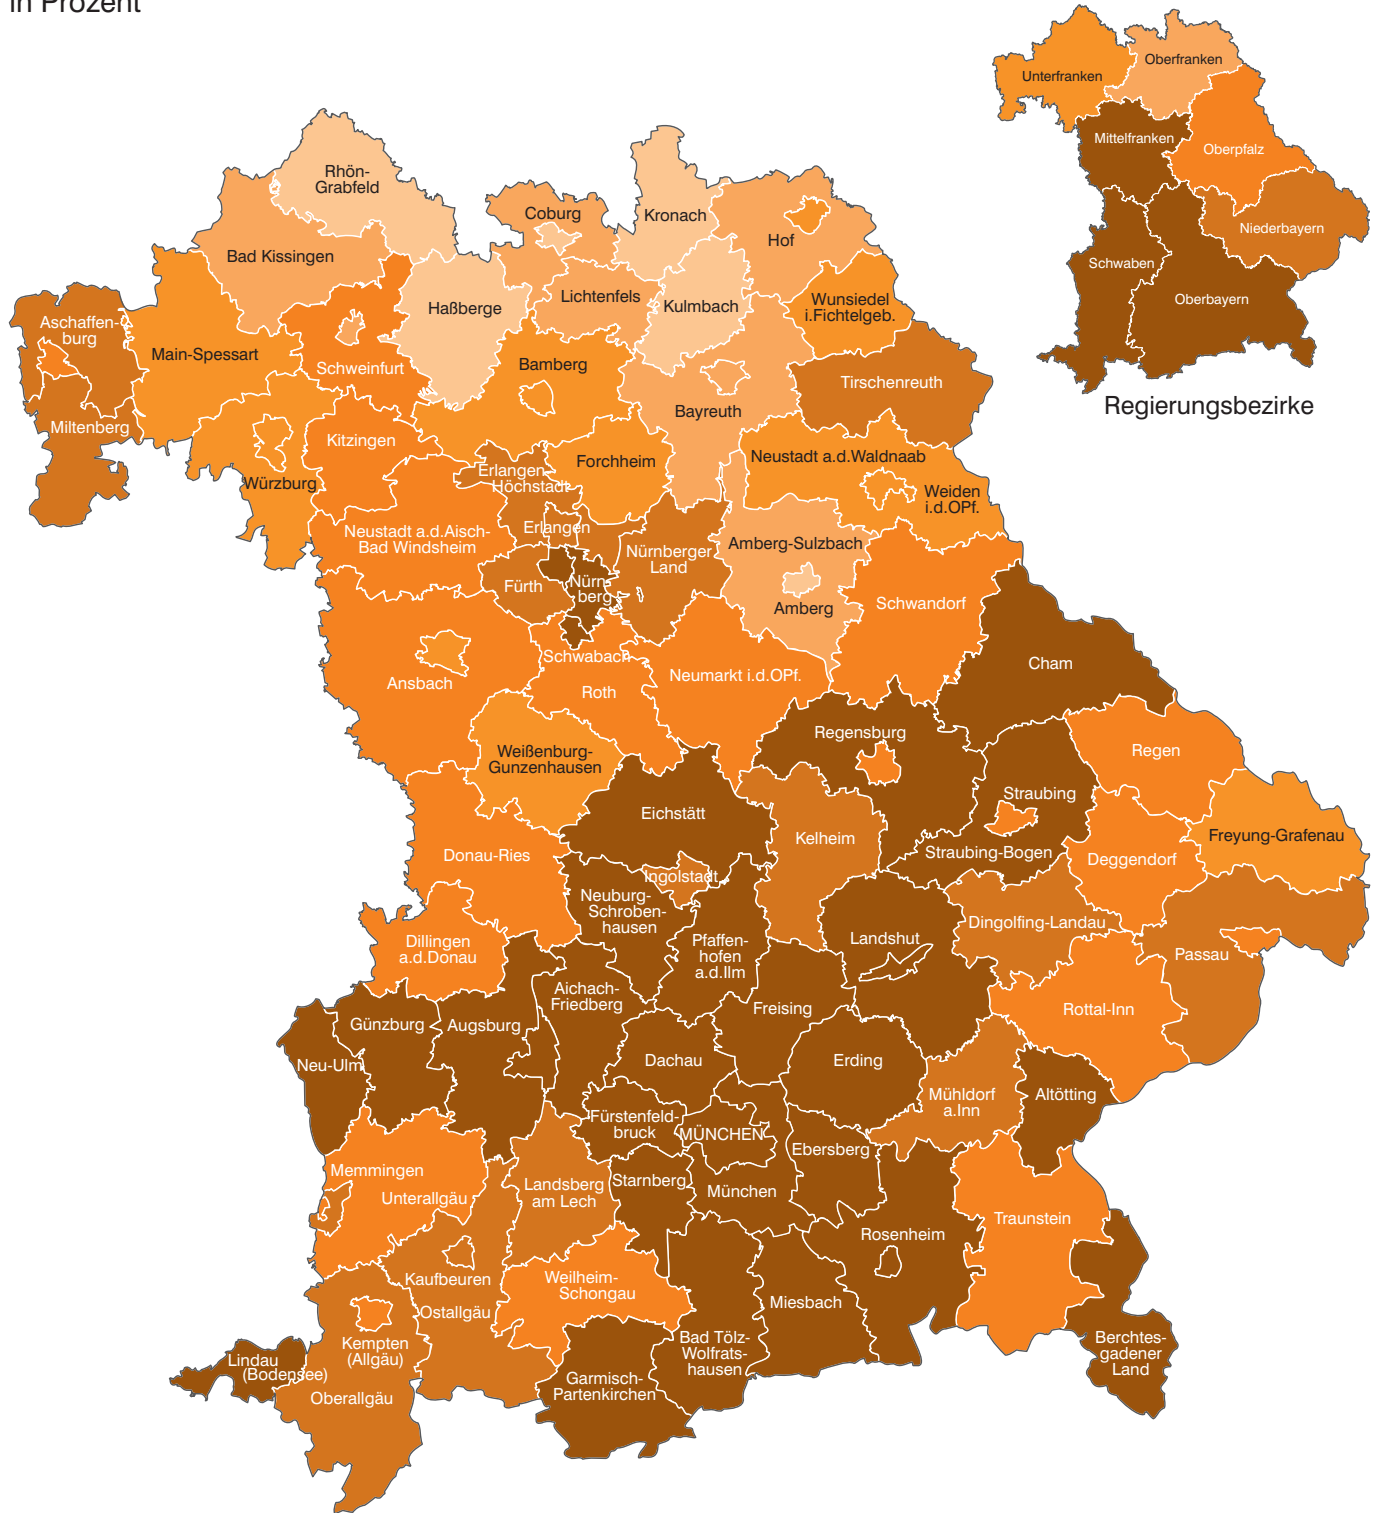 in Prozent
Unterfranken
Oberfranken
Mittelfranken
Oberpfalz
Niederbayern
Schwaben
Oberbayern
Regierungsbezirke
Rhön-
Grabfeld
Coburg
Kronach
Hof
Bad Kissingen
Lichtenfels
Kulmbach
Wunsiedel
i.Fichtelgeb.
Haßberge
Aschaffen-
burg
Main-Spessart
Schweinfurt
Bamberg
Tirschenreuth
Bayreuth
Miltenberg
Kitzingen
Forchheim
Neustadt a.d.Waldnaab
Erlangen-
Höchstadt
Würzburg
Weiden
i.d.OPf.
Erlangen
Neustadt a.d.Aisch-
Bad Windsheim
Nürnberger
Land
Amberg-Sulzbach
Fürth
Nürn-
berg
Amberg
Schwandorf
Schwabach
Cham
Ansbach
Roth
Neumarkt i.d.OPf.
Regensburg
Regen
Weißenburg-
Gunzenhausen
Straubing
Eichstätt
Kelheim
Freyung-Grafenau
Donau-Ries
Straubing-Bogen
Deggendorf
Ingolstadt
Neuburg-
Schroben-
hausen
Dingolfing-Landau
Dillingen
a.d.Donau
Pfaffen-
hofen
a.d.Ilm
Landshut
Passau
Aichach-
Friedberg
Freising
Rottal-Inn
Günzburg
Augsburg
Neu-Ulm
Dachau
Erding
Mühldorf
a.Inn
Altötting
Fürstenfeld-
bruck
MÜNCHEN
Ebersberg
Memmingen
Unterallgäu
Landsberg
am Lech
Starnberg
München
Traunstein
Rosenheim
Kaufbeuren
Weilheim-
Schongau
Ostallgäu
Miesbach
Kempten
(Allgäu)
Bad Tölz-
Wolfrats-
hausen
Berchtes-
gadener
Land
Lindau
(Bodensee)
Oberallgäu
Garmisch-
Partenkirchen